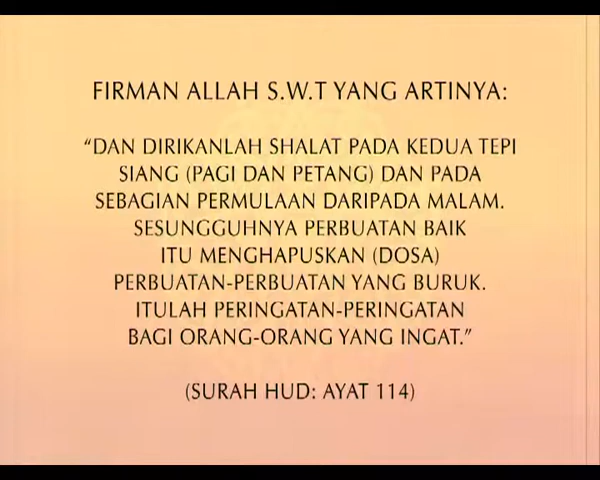 FIRMAN ALLAH S.W.T YANG ARTINYA:
“DAN DIRIKANLAH SHALAT PADA KEDUA TEPI
SIANG (PAGI DAN PETANG) DAN PADA
SEBAGIAN PERMULAAN DARIPADA MALAM.
SESUNGGUHNYA PERBUATAN BAIK
ITU MENGHAPUSKAN (DOSA)
PERBUATAN-PERBUATAN YANG BURUK.
ITULAH PERINGATAN-PERINGATAN
BAGI ORANG-ORANG YANG INGAT.”
(SURAH HUD: AYAT 114)